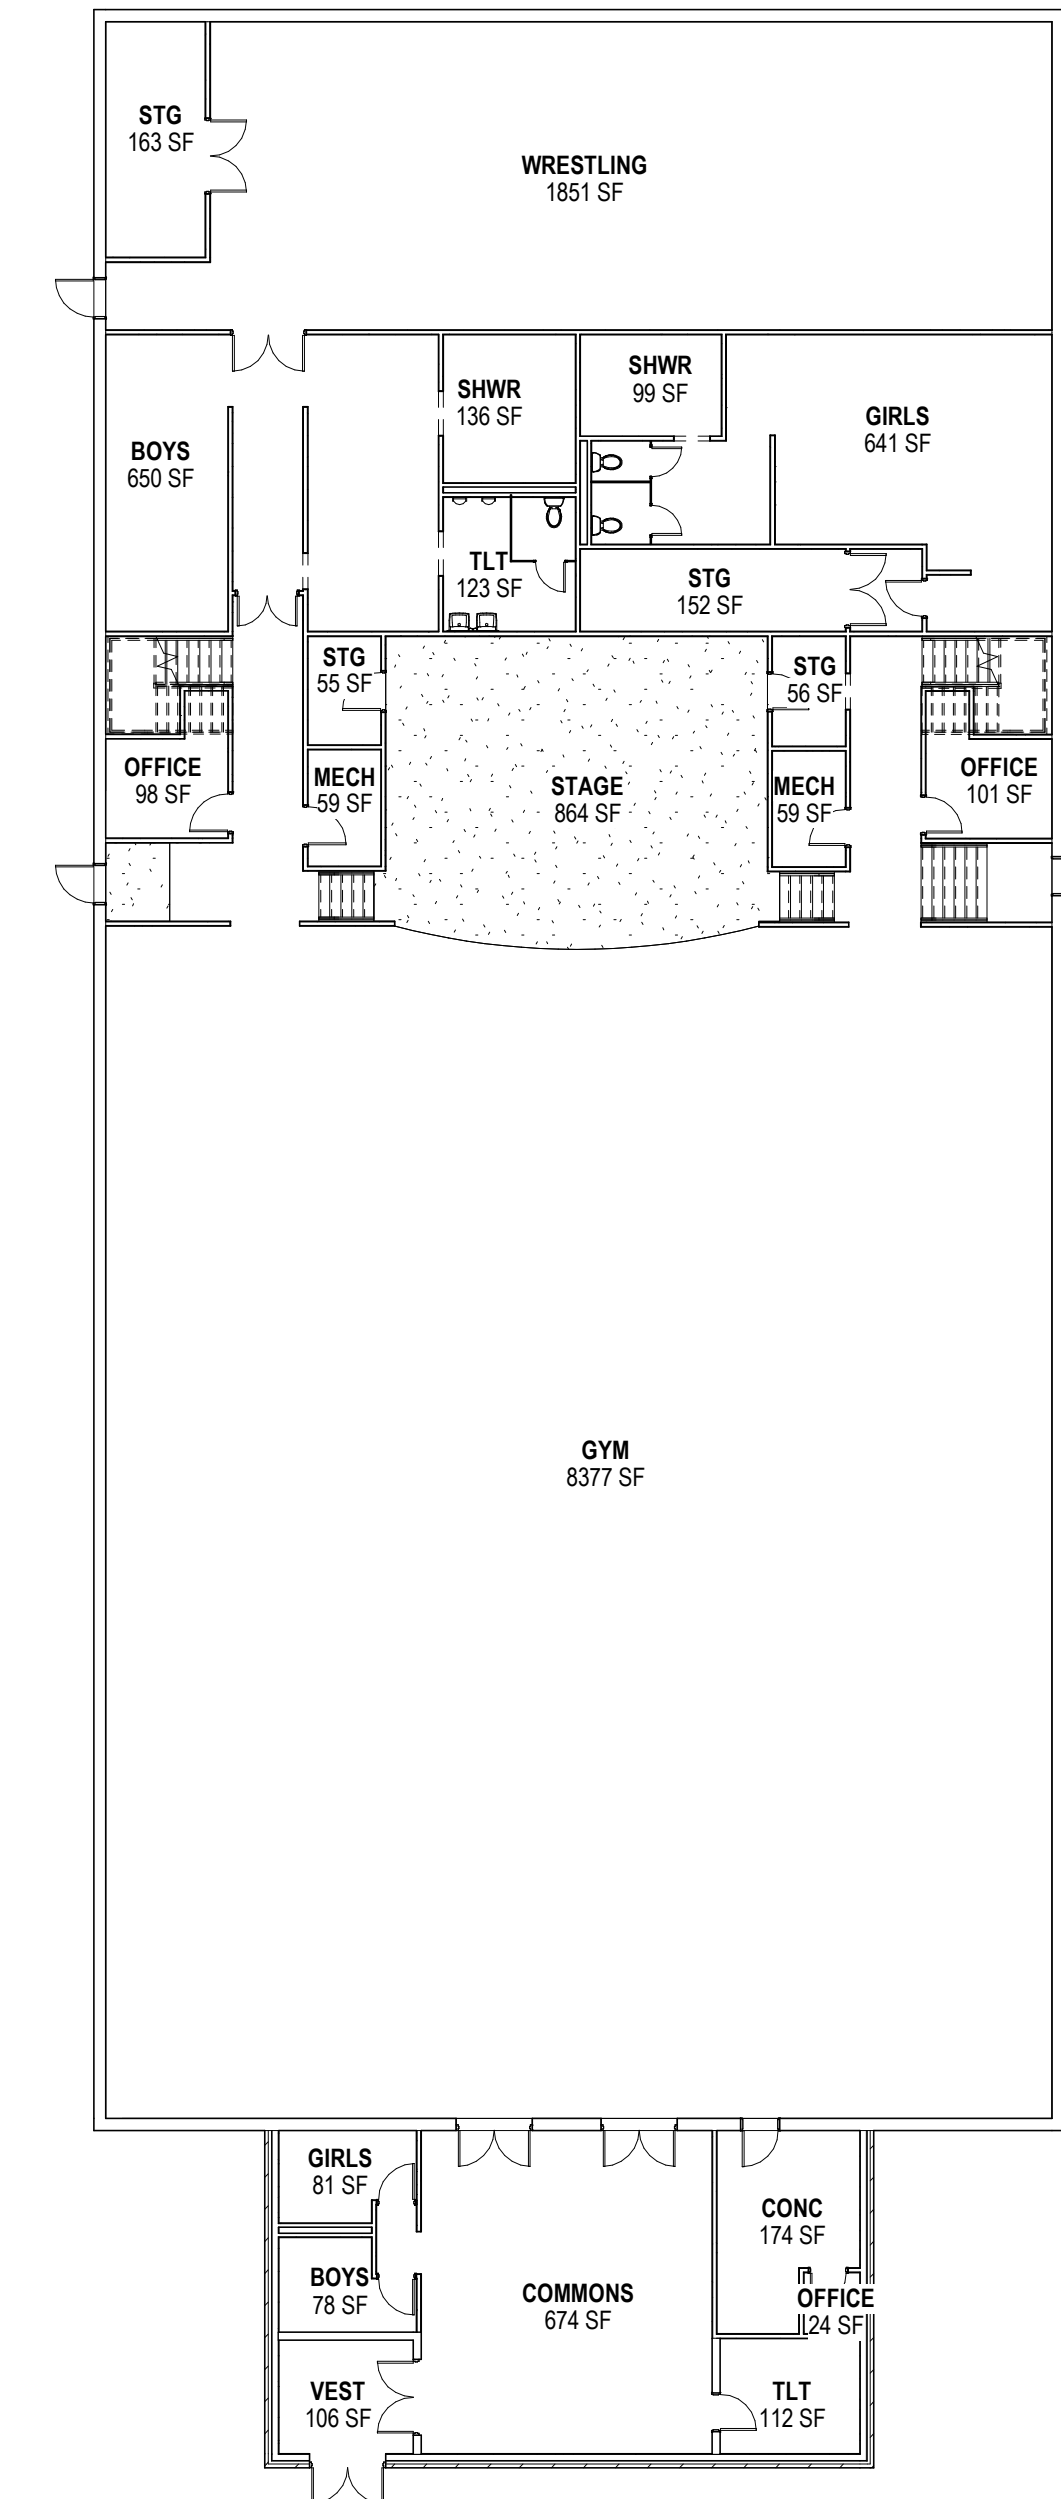 STG
163 SF
WRESTLING
1851 SF
SHWR
136 SF
SHWR
99 SF
GIRLS
641 SF
BOYS
650 SF
TLT
123 SF
STG
152 SF
STG
55 SF
STG
56 SF
OFFICE
98 SF
MECH
59 SF
STAGE
864 SF
MECH
59 SF
OFFICE
101 SF
GYM
8377 SF
GIRLS
81 SF
CONC
174 SF
BOYS
78 SF
COMMONS
674 SF
OFFICE
24 SF
VEST
106 SF
TLT
112 SF